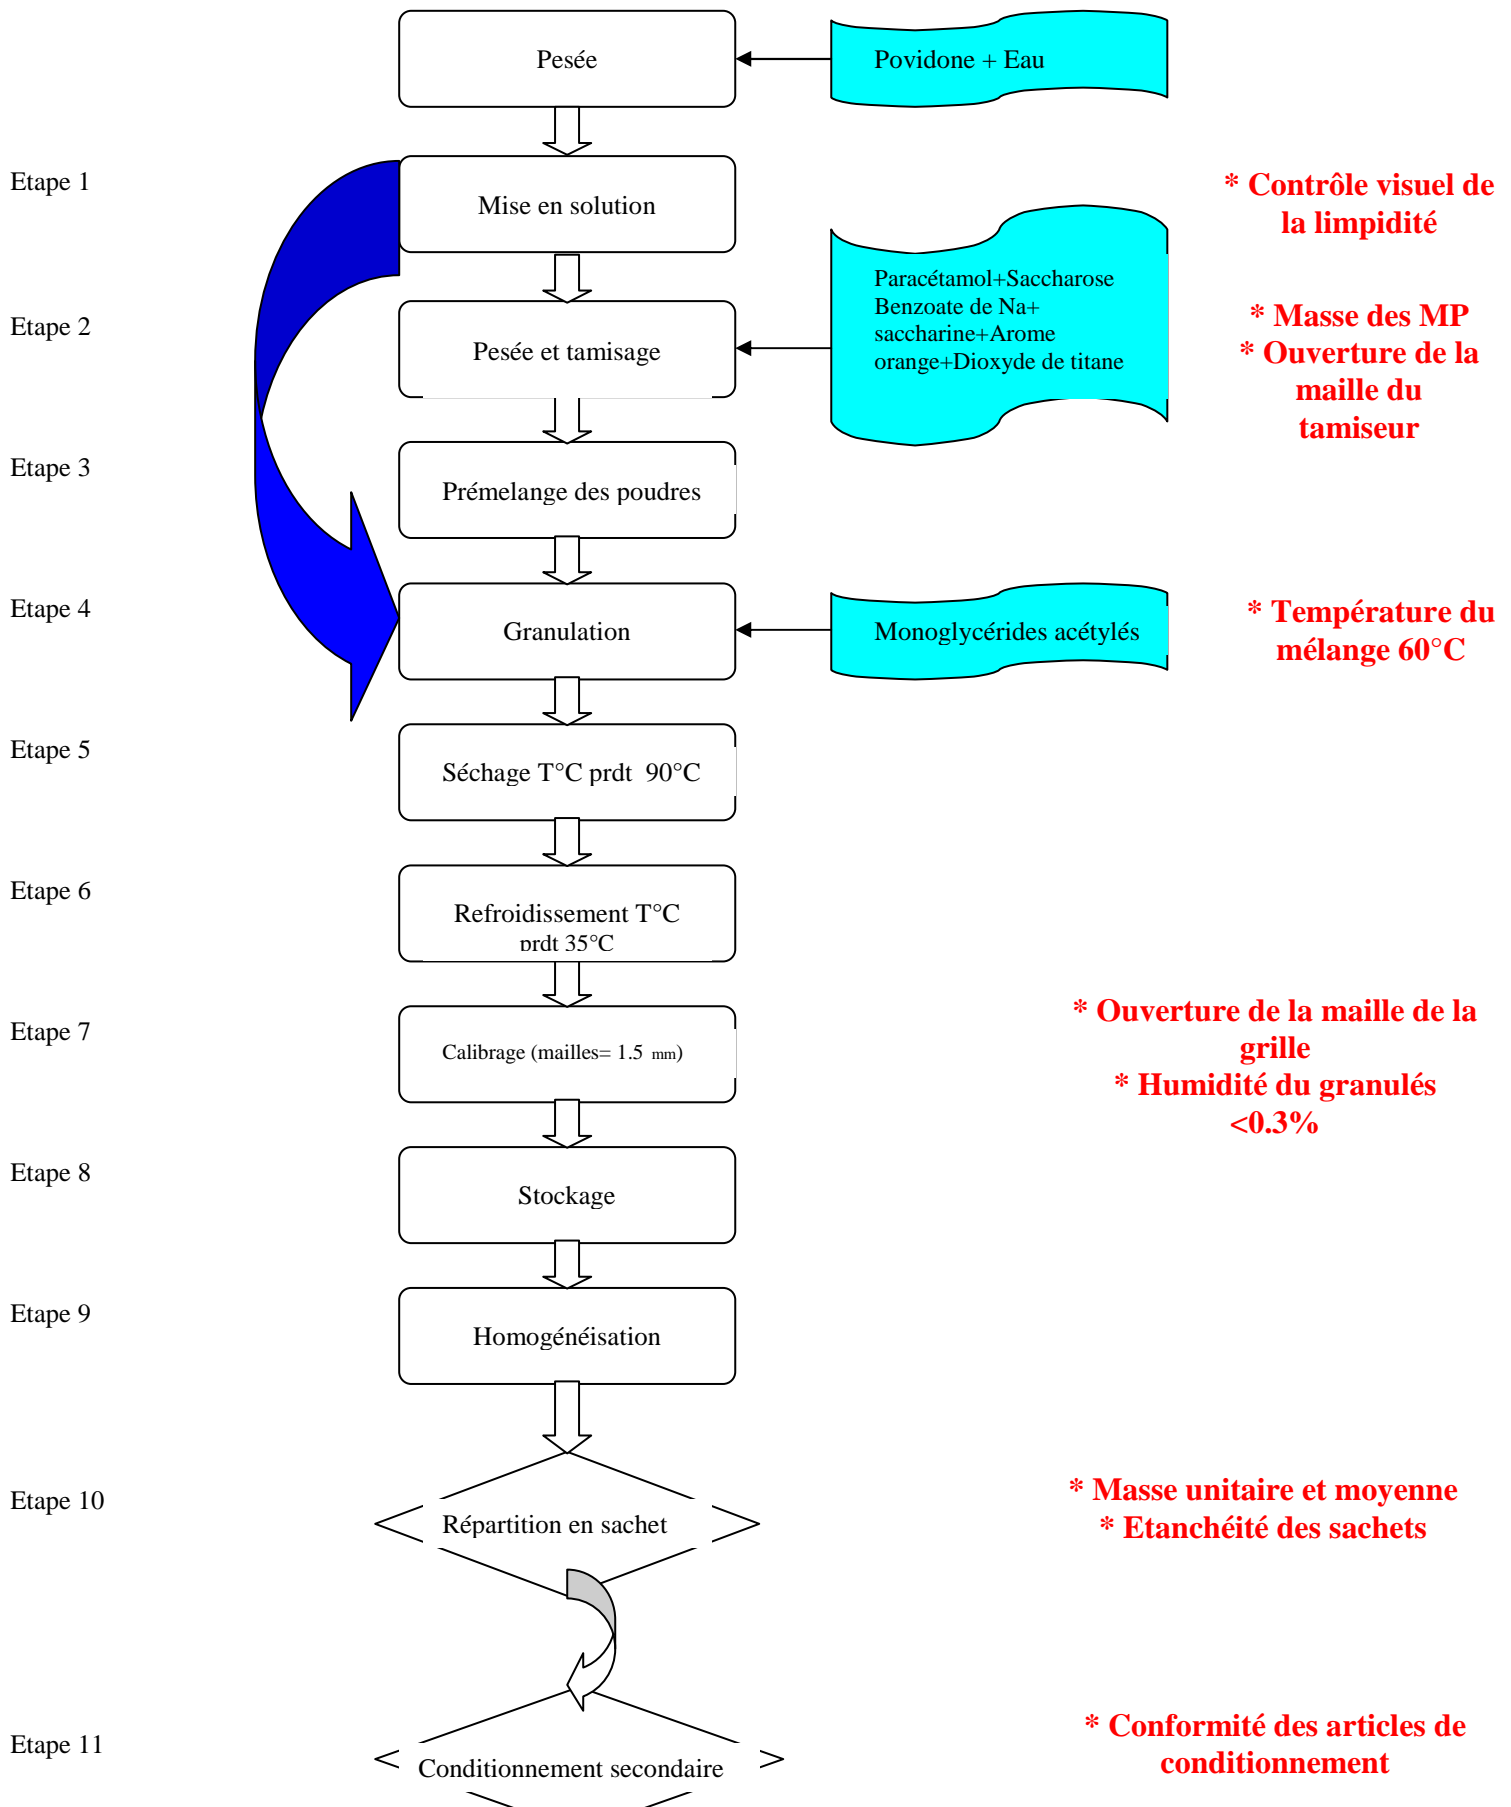 Pesée
Povidone + Eau
Etape 1
Mise en solution
* Contrôle visuel de
la limpidité
Etape 2
Pesée et tamisage
Paracétamol+Saccharose
Benzoate de Na+
saccharine+Arome
orange+Dioxyde de titane
* Masse des MP
* Ouverture de la
maille du
tamiseur
Etape 3
Prémelange des poudres
Etape 4
Granulation
Monoglycérides acétylés
* Température du
mélange 60°C
Etape 5
Séchage T°C prdt 90°C
Etape 6
Refroidissement T°C
prdt 35°C
Etape 7
Calibrage (mailles= 1.5 mm)
* Ouverture de la maille de la
grille
* Humidité du granulés
<0.3%
Etape 8
Stockage
Etape 9
Homogénéisation
Etape 10
Répartition en sachet
* Masse unitaire et moyenne
* Etanchéité des sachets
Etape 11
Conditionnement secondaire
* Conformité des articles de
conditionnement